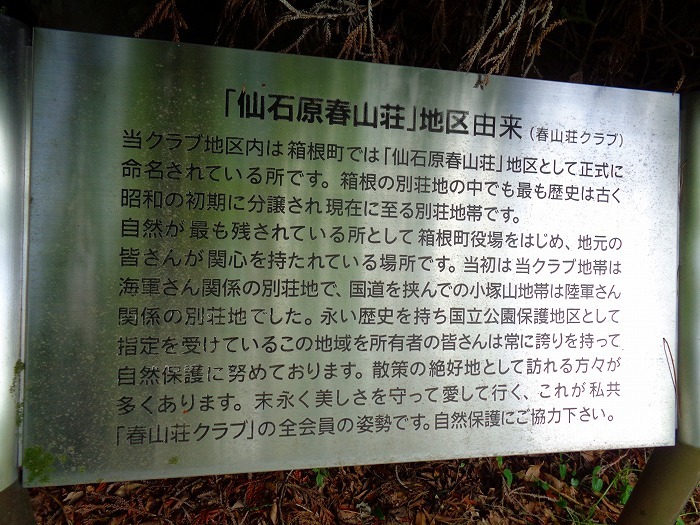 「仙石原春山荘」地区由来(春山荘クラブ)
当クラブ地区内は箱根町では「仙石原春山荘」地区として正式に
命名されている所です。箱根の別荘地の中でも最も歴史は古く
昭和の初期に分譲され現在に至る別荘地帯です。
自然が最も残されている所として箱根町役場をはじめ、地元の
皆さんが関心を持たれている場所です。当初は当クラブ地帯は
海軍さん関係の別荘地で、国道を挟んでの小塚山地帯は陸軍さん
関係の別荘地でした。永い歴史を持ち国立公園保護地区として
指定を受けているこの地域を所有者の皆さんは常に誇りを持って
自然保護に努めております。散策の絶好地として訪れる方々が
多くあります。末永く美しさを守って愛して行く、これが私共
「春山荘クラブ」の全会員の姿勢です。自然保護にご協力下さい。